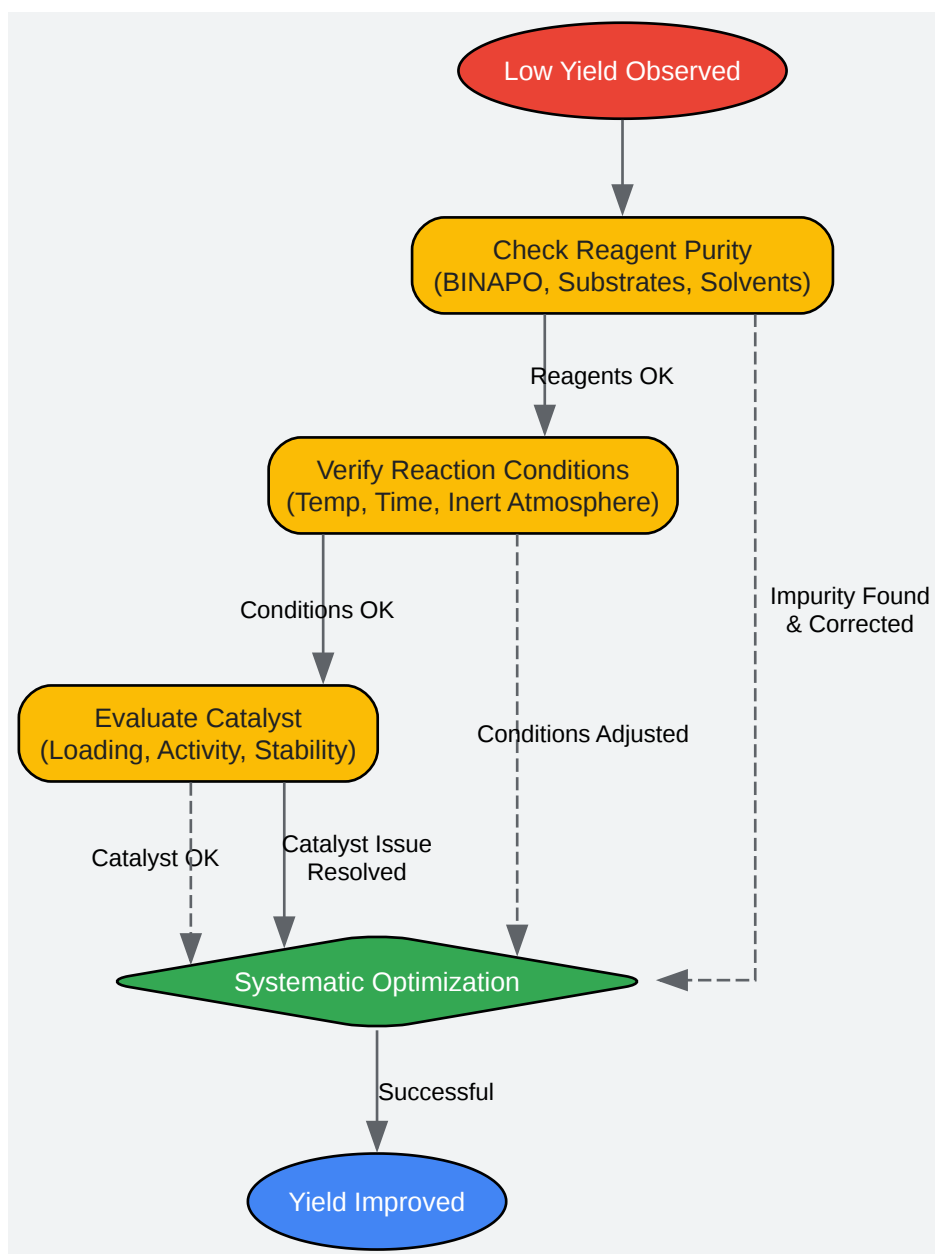 Low Yield Observed
Check Reagent Purity
(BINAPO, Substrates, Solvents)
Reagents OK
Verify Reaction Conditions
(Temp, Time, Inert Atmosphere)
Conditions OK
Impurity Found
& Corrected
Evaluate Catalyst
(Loading, Activity, Stability)
Conditions Adjusted
Catalyst OK
Catalyst Issue
Resolved
Systematic Optimization
Successful
Yield Improved